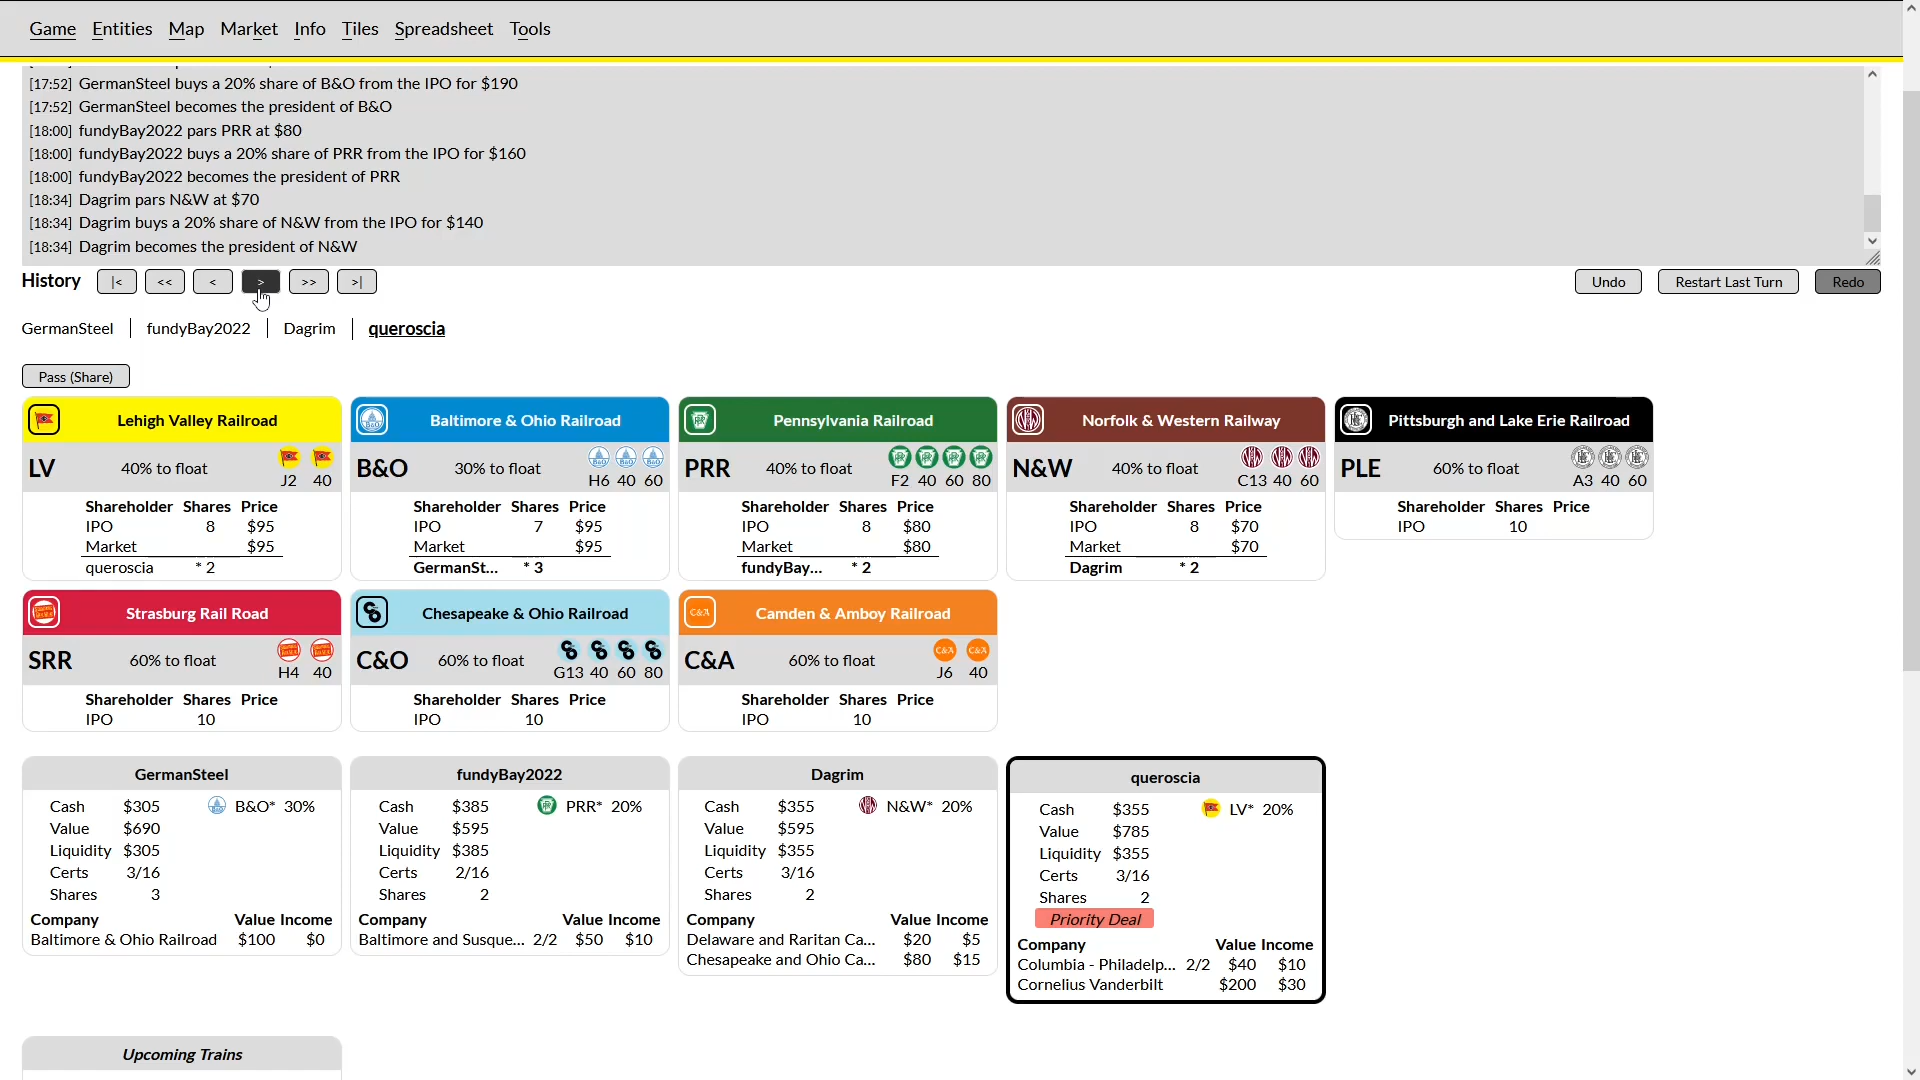 Game Entities Map Market Info Tiles Spreadsheet Tools
[17:52] GermanSteel buys a 20% share of B&O from the IPO for $190
[17:52] GermanSteel becomes the president of B&O
[18:00] fundyBay2022 pars PRR at $80
[18:00] fundyBay2022 buys a 20% share of PRR from the IPO for $160
[18:00] fundyBay2022 becomes the president of PRR
[18:34] Dagrim pars N&W at $70
[18:34] Dagrim buys a 20% share of N&W from the IPO for $140
[18:34] Dagrim becomes the president of N&W
History |< << < > >> >| Undo Restart Last Turn Redo
GermanSteel fundyBay2022 Dagrim queroscia
Pass (Share)
Lehigh Valley Railroad
LV 40% to float J2 40
Shareholder Shares Price
IPO 8 $95
Market $95
queroscia * 2
Baltimore & Ohio Railroad
B&O 30% to float H6 40 60
Shareholder Shares Price
IPO 7 $95
Market $95
GermanSt... * 3
Pennsylvania Railroad
PRR 40% to float F2 40 60 80
Shareholder Shares Price
IPO 8 $80
Market $80
fundyBay... * 2
Norfolk & Western Railway
N&W 40% to float C13 40 60
Shareholder Shares Price
IPO 8 $70
Market $70
Dagrim * 2
Pittsburgh and Lake Erie Railroad
PLE 60% to float A3 40 60
Shareholder Shares Price
IPO 10
Strasburg Rail Road
SRR 60% to float H4 40
Shareholder Shares Price
IPO 10
Chesapeake & Ohio Railroad
C&O 60% to float G13 40 60 80
Shareholder Shares Price
IPO 10
C&A Camden & Amboy Railroad
C&A 60% to float J6 40
Shareholder Shares Price
IPO 10
GermanSteel
Cash $305 B&O* 30%
Value $690
Liquidity $305
Certs 3/16
Shares 3
Company Value Income
Baltimore & Ohio Railroad $100 $0
fundyBay2022
Cash $385 PRR* 20%
Value $595
Liquidity $385
Certs 2/16
Shares 2
Company Value Income
Baltimore and Susque... 2/2 $50 $10
Dagrim
Cash $355 N&W* 20%
Value $595
Liquidity $355
Certs 3/16
Shares 2
Company Value Income
Delaware and Raritan Ca... $20 $5
Chesapeake and Ohio Ca... $80 $15
queroscia
Cash $355 LV* 20%
Value $785
Liquidity $355
Certs 3/16
Shares 2
Priority Deal
Company Value Income
Columbia - Philadelp... 2/2 $40 $10
Cornelius Vanderbilt $200 $30
Upcoming Trains